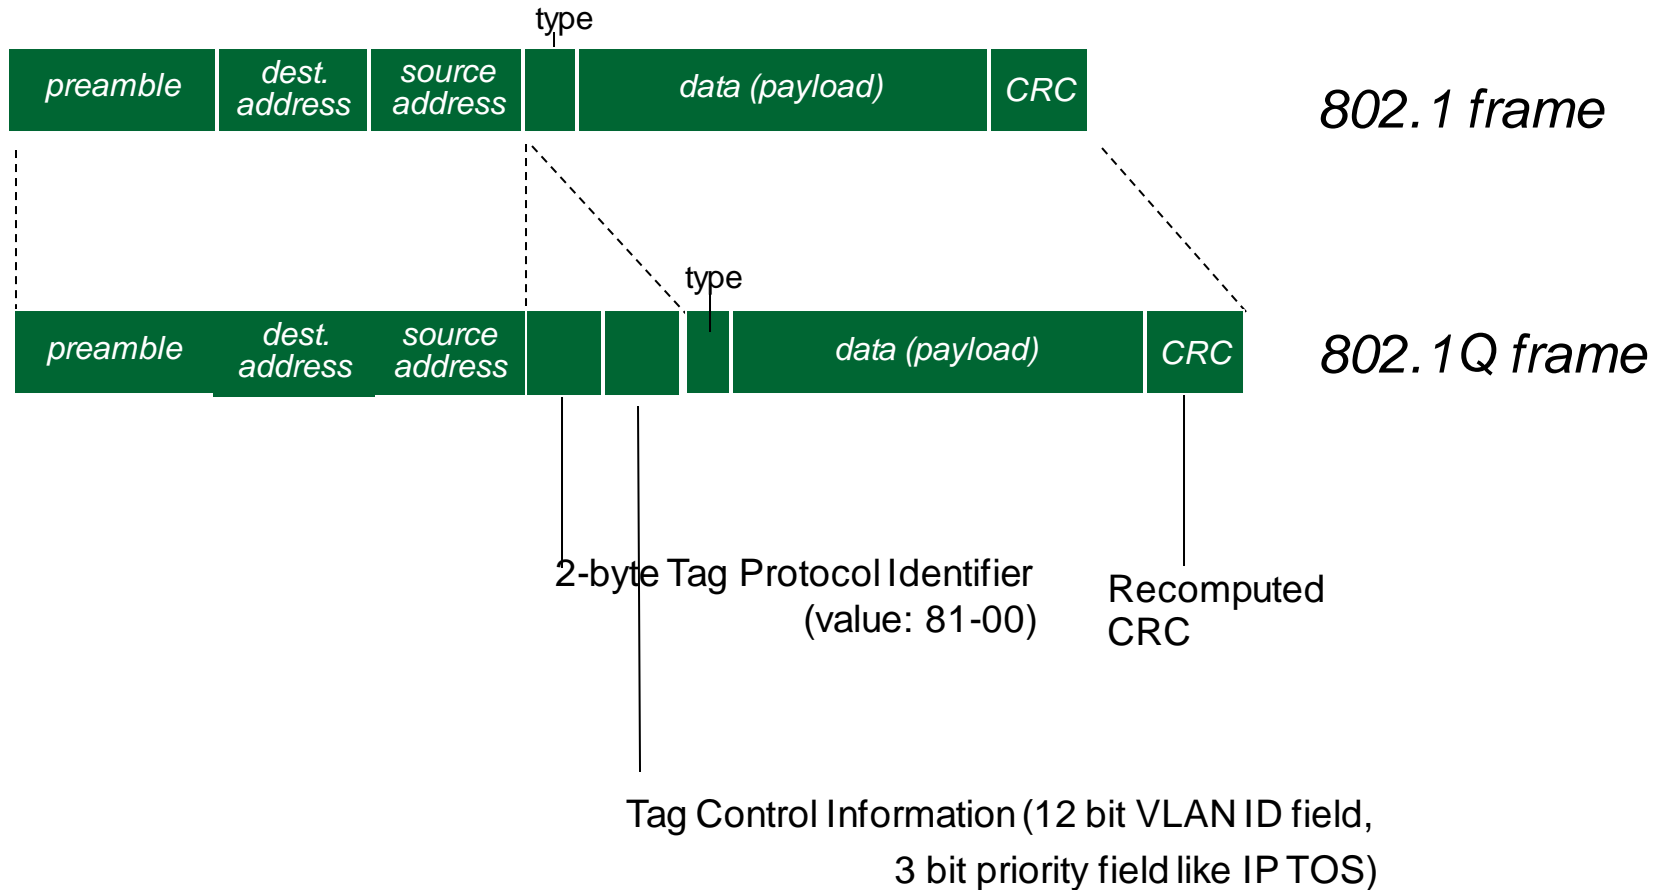 type
preamble
dest.
address
source
address
data (payload)
CRC
802.1 frame
type
preamble
dest.
address
source
address
data (payload)
CRC
802.1Q frame
2-byte Tag Protocol Identifier
(value: 81-00)
Recomputed
CRC
Tag Control Information (12 bit VLAN ID field,
3 bit priority field like IP TOS)